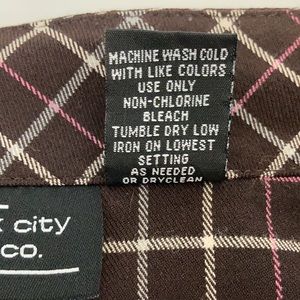 MACHINE WASH COLD
WITH LIKE COLORS
USE ONLY
NON-CHLORINE
BLEACH
TUMBLE DRY LOW
IRON ON LOWEST
SETTING
AS NEEDED
OR DRYCLEAN
city
co.